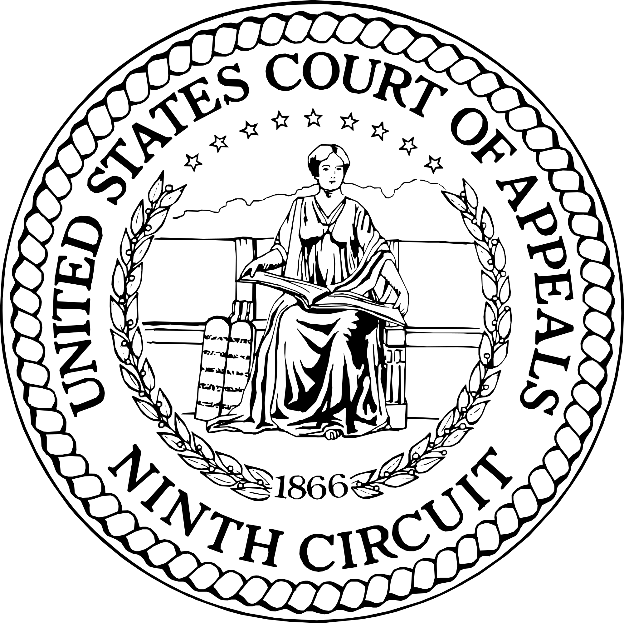 UNITED STATES COURT OF APPEALS
1866
NINTH CIRCUIT